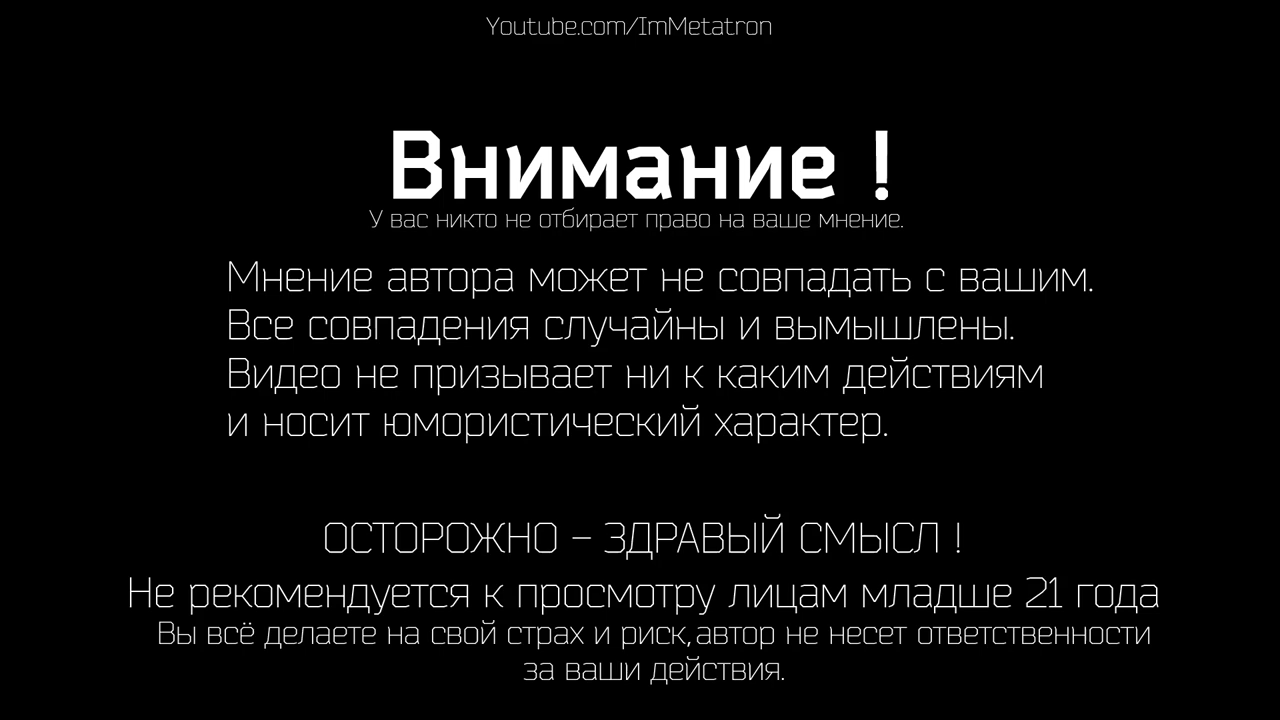 Youtube.com/ImMetatron
Внимание !
У вас никто не отбирает право на ваше мнение.
Мнение автора может не совпадать с вашим.
Все совпадения случайны и вымышлены.
Видео не призывает ни к каким действиям
и носит юмористический характер.
ОСТОРОЖНО – ЗДРАВЫЙ СМЫСЛ !
Не рекомендуется к просмотру лицам младше 21 года
Вы всё делаете на свой страх и риск, автор не несет ответственности
за ваши действия.